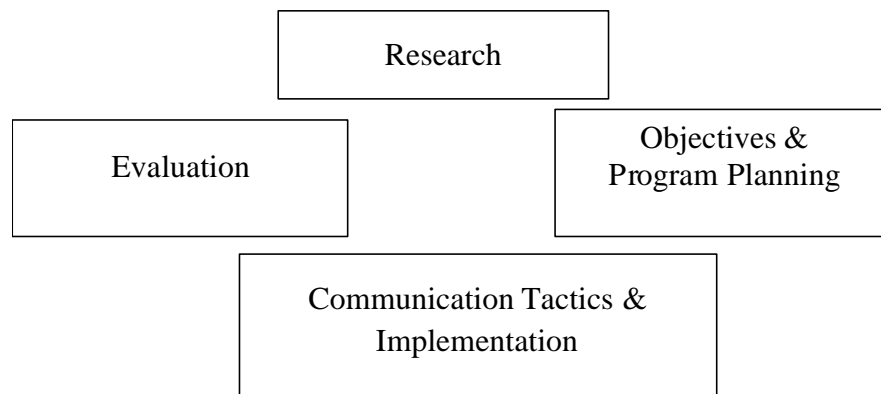 Research
Evaluation
Objectives &
Program Planning
Communication Tactics &
Implementation